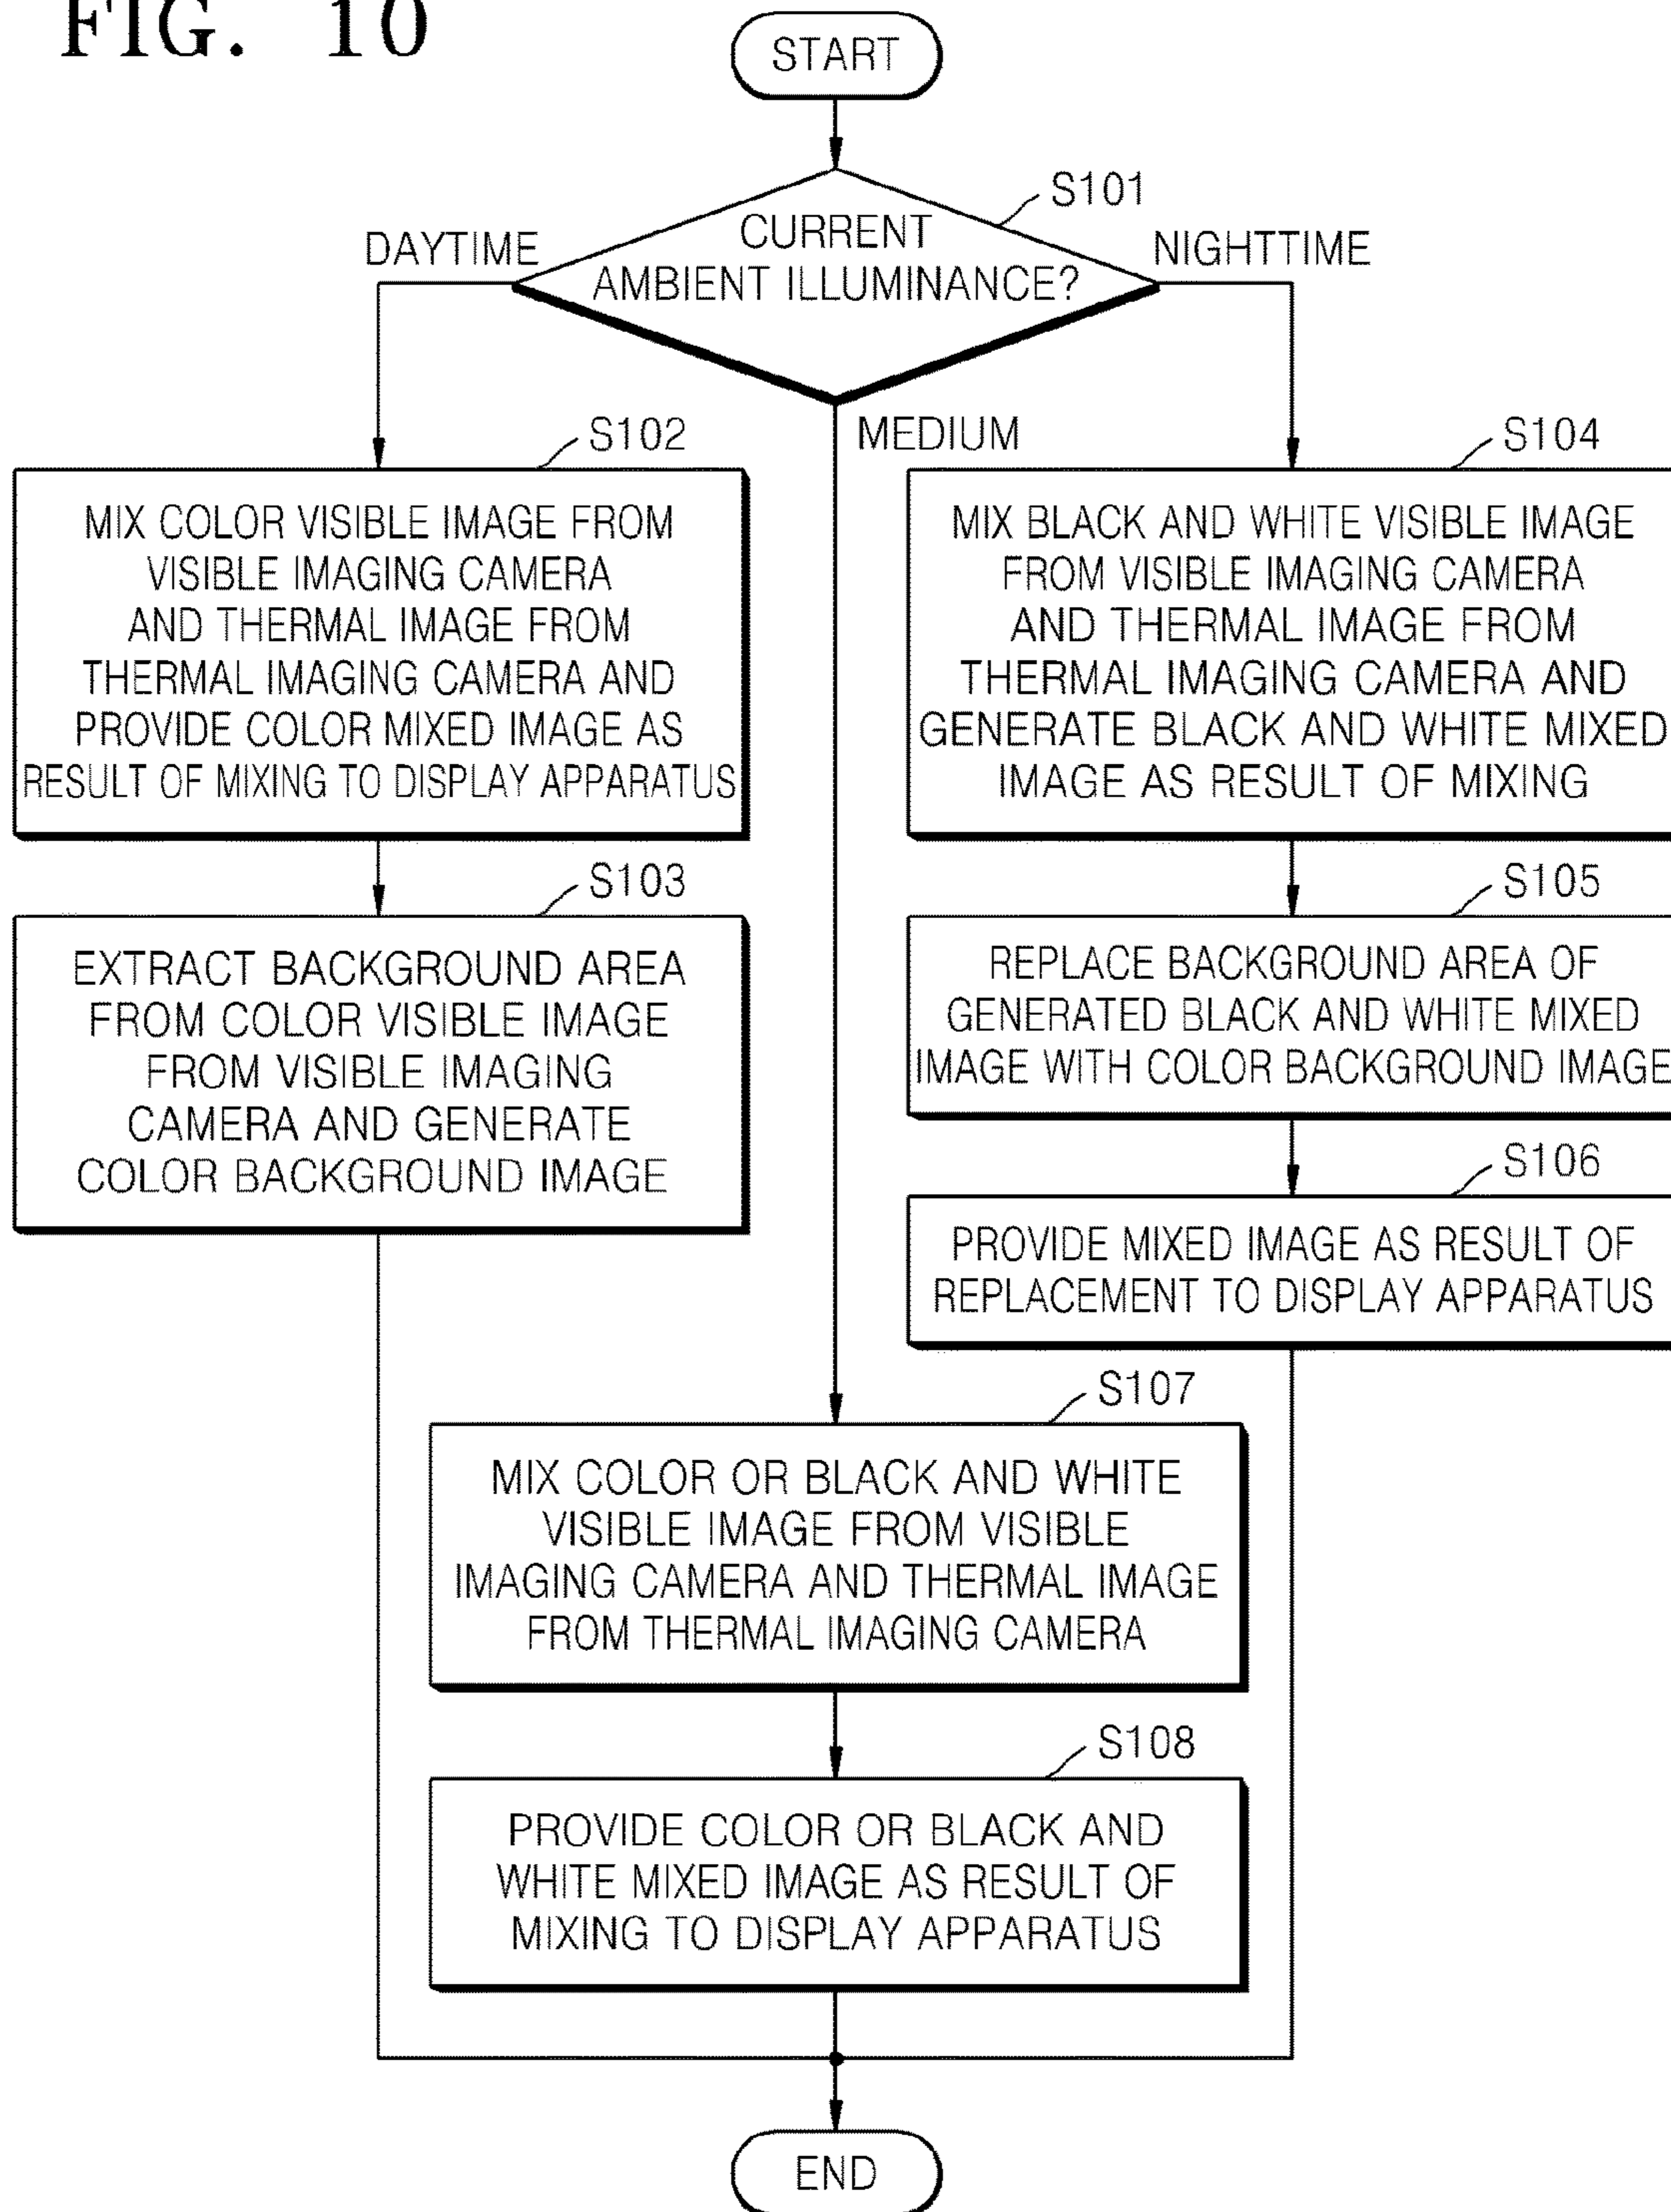 FIG. 10
START
S101
CURRENT
AMBIENT ILLUMINANCE?
DAYTIME
NIGHTTIME
MEDIUM
S102
MIX COLOR VISIBLE IMAGE FROM
VISIBLE IMAGING CAMERA
AND THERMAL IMAGE FROM
THERMAL IMAGING CAMERA AND
PROVIDE COLOR MIXED IMAGE AS
RESULT OF MIXING TO DISPLAY APPARATUS
S103
EXTRACT BACKGROUND AREA
FROM COLOR VISIBLE IMAGE
FROM VISIBLE IMAGING
CAMERA AND GENERATE
COLOR BACKGROUND IMAGE
S104
MIX BLACK AND WHITE VISIBLE IMAGE
FROM VISIBLE IMAGING CAMERA
AND THERMAL IMAGE FROM
THERMAL IMAGING CAMERA AND
GENERATE BLACK AND WHITE MIXED
IMAGE AS RESULT OF MIXING
S105
REPLACE BACKGROUND AREA OF
GENERATED BLACK AND WHITE MIXED
IMAGE WITH COLOR BACKGROUND IMAGE
S106
PROVIDE MIXED IMAGE AS RESULT OF
REPLACEMENT TO DISPLAY APPARATUS
S107
MIX COLOR OR BLACK AND WHITE
VISIBLE IMAGE FROM VISIBLE
IMAGING CAMERA AND THERMAL IMAGE
FROM THERMAL IMAGING CAMERA
S108
PROVIDE COLOR OR BLACK AND
WHITE MIXED IMAGE AS RESULT OF
MIXING TO DISPLAY APPARATUS
END